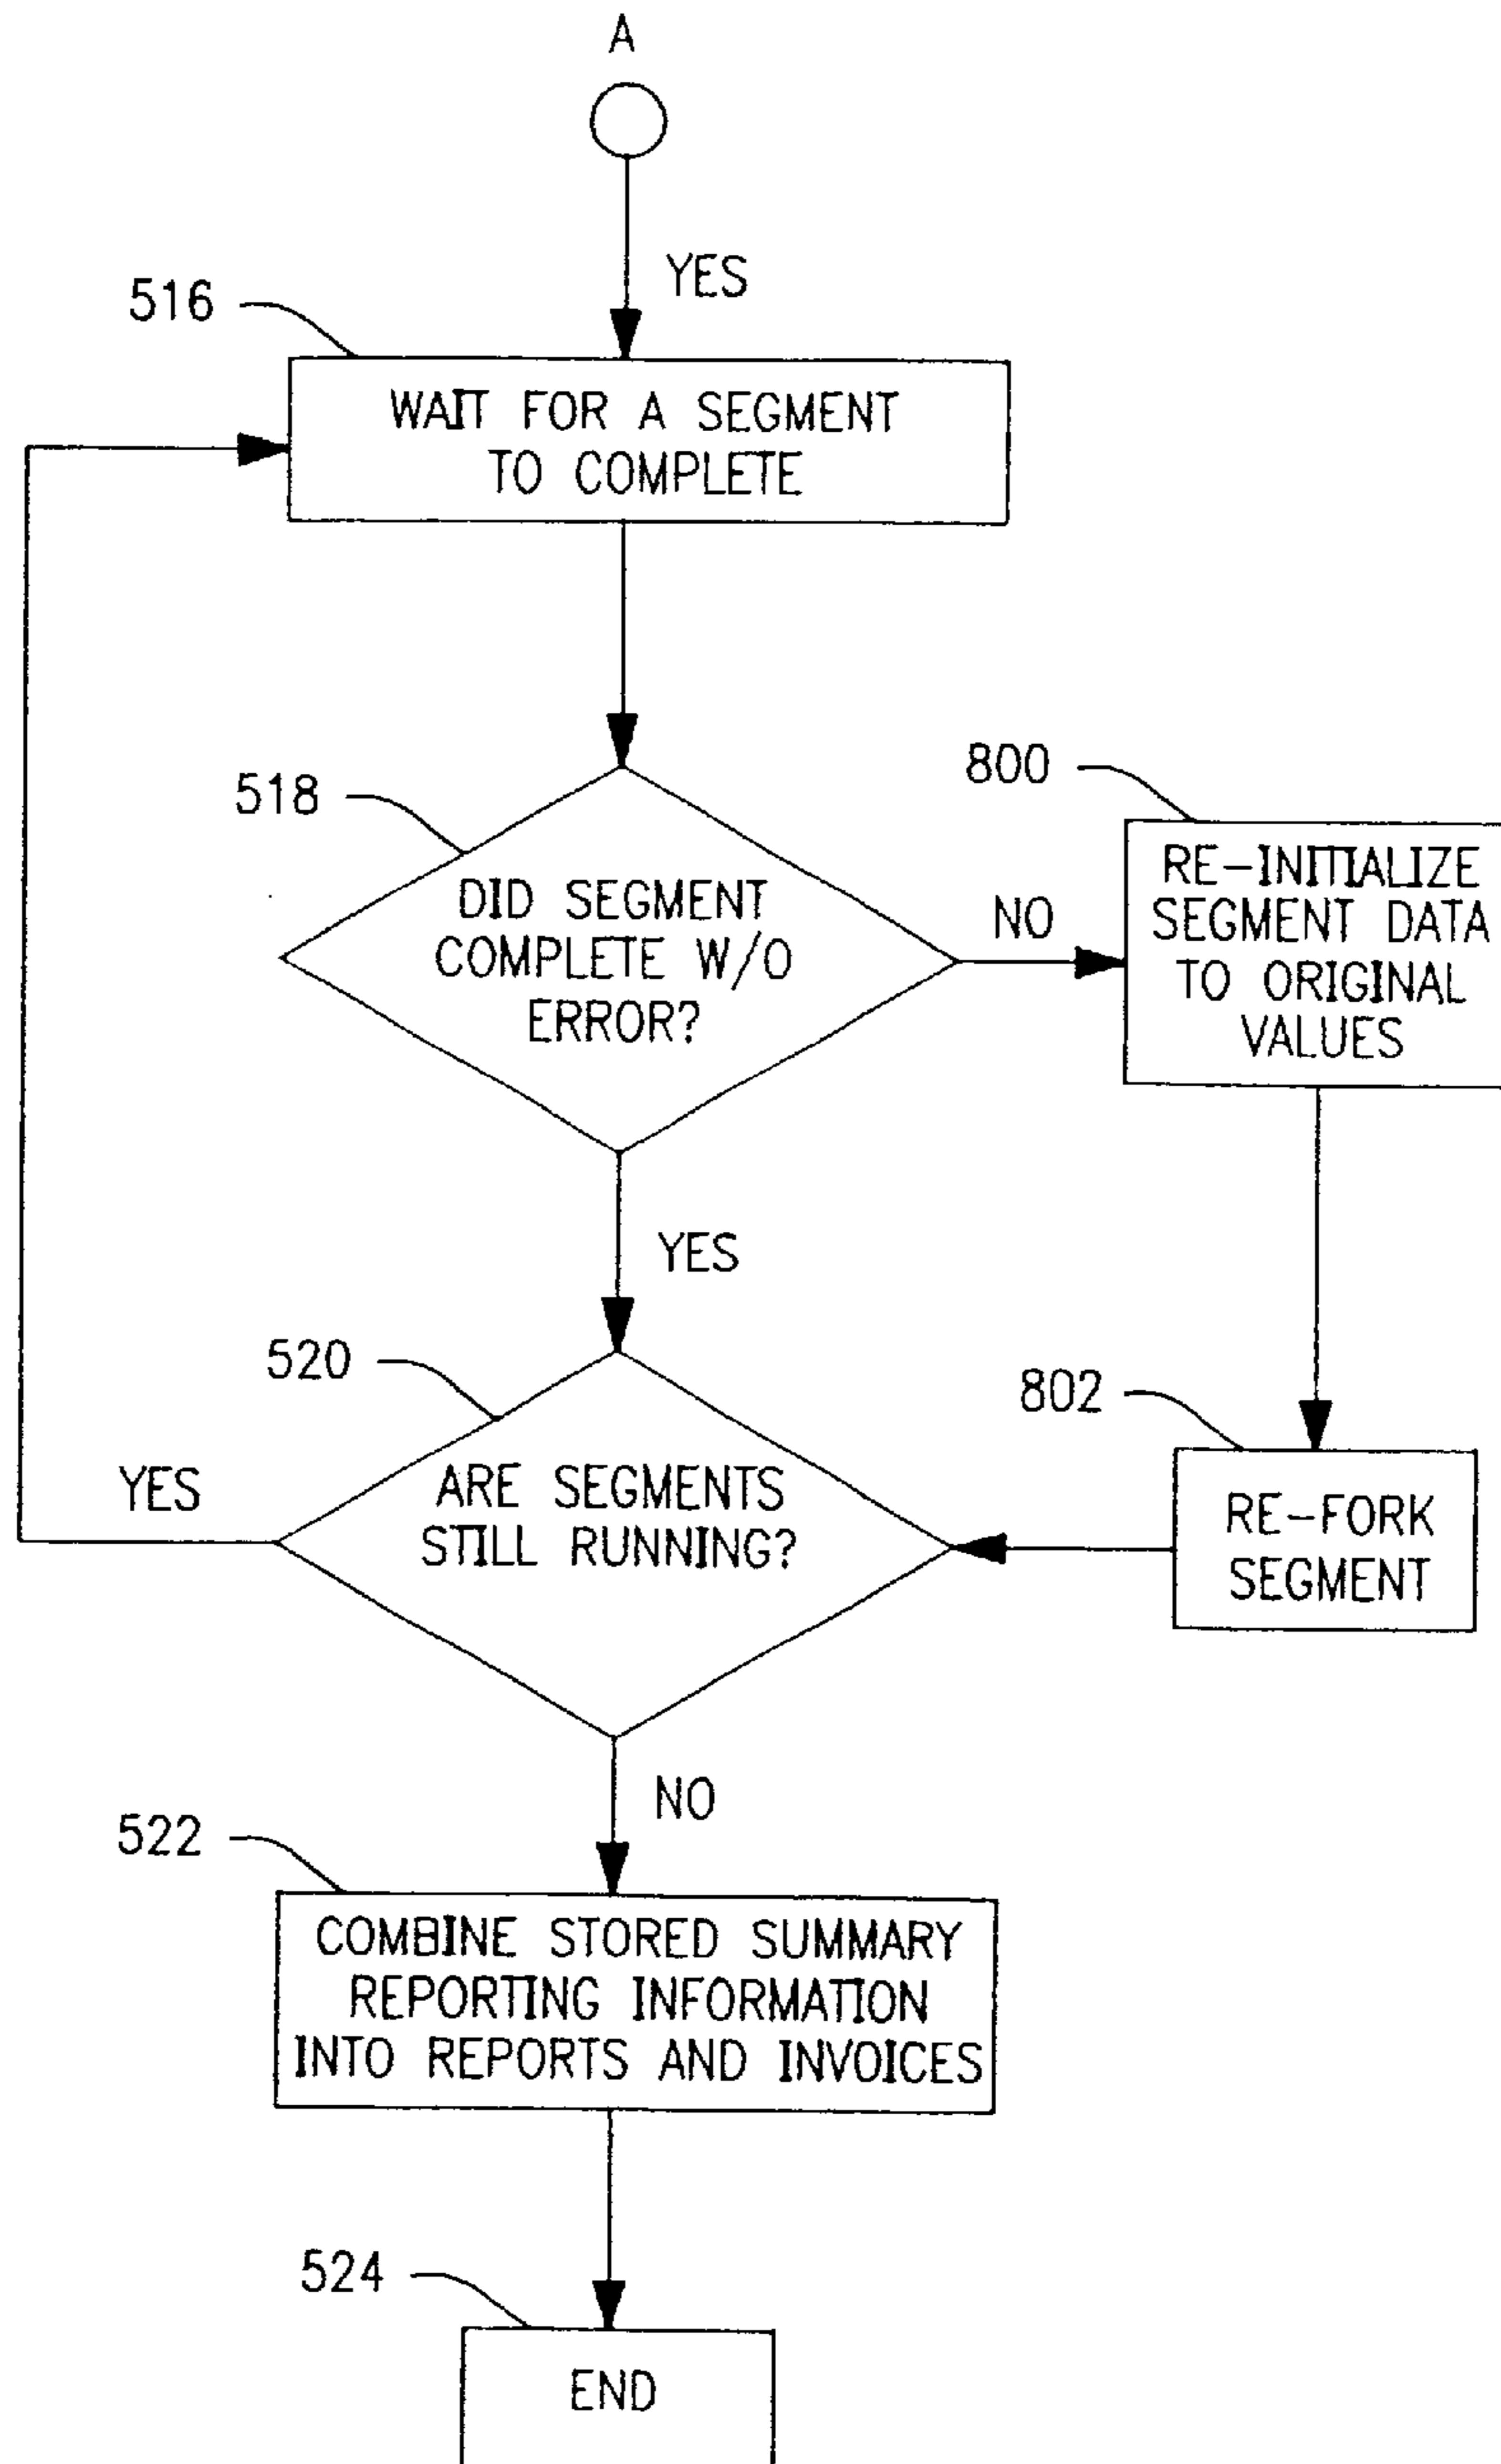 A
YES
516
WAIT FOR A SEGMENT
TO COMPLETE
518
DID SEGMENT
COMPLETE W/O
ERROR?
NO
800
RE-INITIALIZE
SEGMENT DATA
TO ORIGINAL
VALUES
YES
520
ARE SEGMENTS
STILL RUNNING?
YES
802
RE-FORK
SEGMENT
NO
522
COMBINE STORED SUMMARY
REPORTING INFORMATION
INTO REPORTS AND INVOICES
524
END